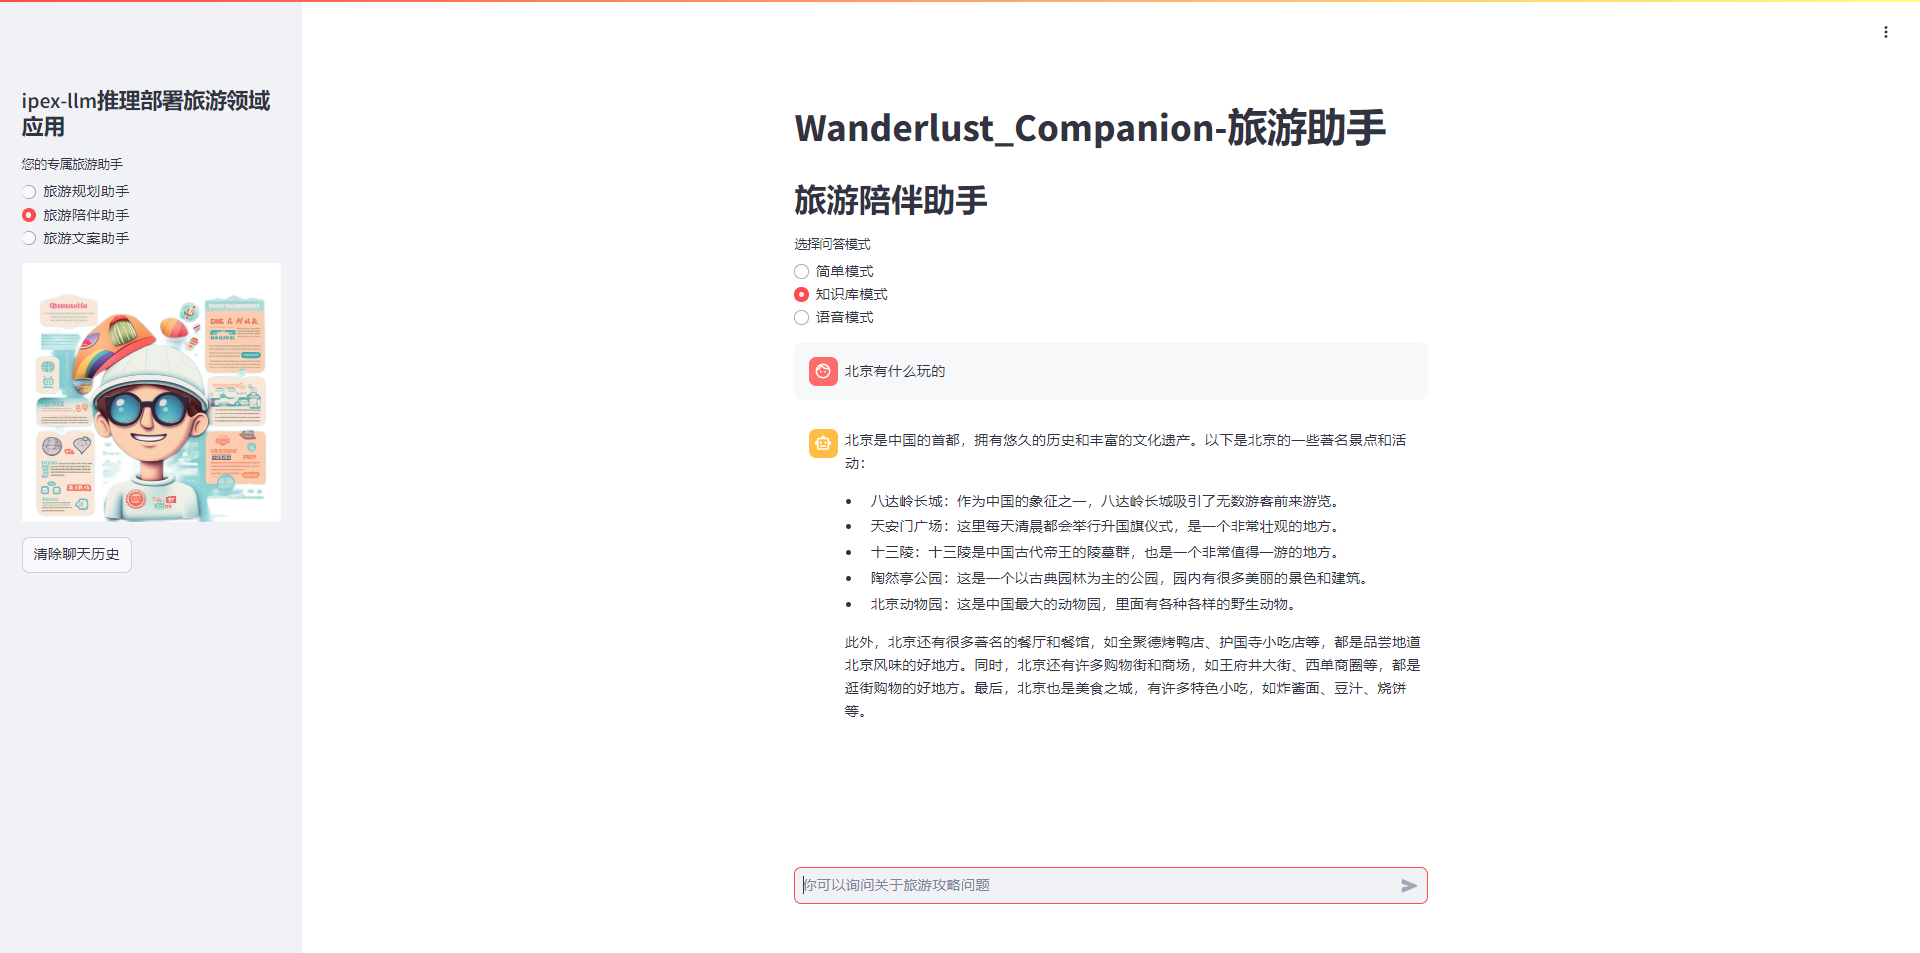 ipex-llm推理部署旅游领域
应用
您的专属旅游助手
旅游规划助手
旅游陪伴助手
旅游文案助手
清除聊天历史
Wanderlust_Companion-旅游助手
旅游陪伴助手
选择问答模式
简单模式
知识库模式
语音模式
北京有什么玩的
北京是中国的首都，拥有悠久的历史和丰富的文化遗产。以下是北京的一些著名景点和活
动：
• 八达岭长城：作为中国的象征之一，八达岭长城吸引了无数游客前来游览。
• 天安门广场：这里每天清晨都会举行升国旗仪式，是一个非常壮观的地方。
• 十三陵：十三陵是中国古代帝王的陵墓群，也是一个非常值得一游的地方。
• 陶然亭公园：这是一个以古典园林为主的公园，园内有很多美丽的景色和建筑。
• 北京动物园：这是中国最大的动物园，里面有各种各样的野生动物。
此外，北京还有很多著名的餐厅和餐馆，如全聚德烤鸭店、护国寺小吃店等，都是品尝地道
北京风味的好地方。同时，北京还有许多购物街和商场，如王府井大街、西单商圈等，都是
逛街购物的好地方。最后，北京也是美食之城，有许多特色小吃，如炸酱面、豆汁、烧饼
等。
你可以询问关于旅游攻略问题